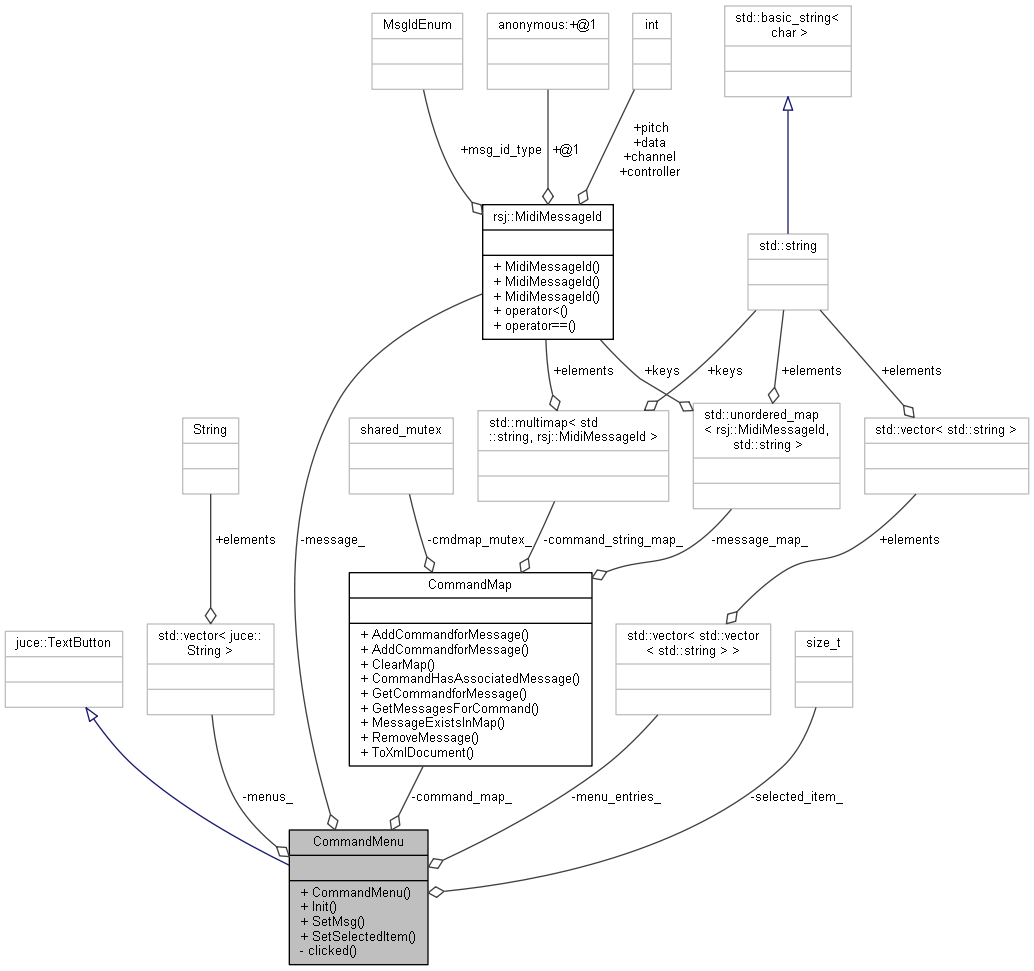 MsgIdEnum
anonymous:+@1
int
std::basic_string<
char >
+msg_id_type
+@1
+pitch
+data
+channel
+controller
rsj::MidiMessageId
+ MidiMessageId()
+ MidiMessageId()
+ MidiMessageId()
+ operator<()
+ operator==()
std::string
+elements
+keys
+keys
+elements
+elements
String
shared_mutex
std::multimap< std
::string, rsj::MidiMessageId >
std::unordered_map
< rsj::MidiMessageId,
std::string >
std::vector< std::string >
+elements
-message_
-cmdmap_mutex_
-command_string_map_
-message_map_
+elements
juce::TextButton
std::vector< juce::
String >
CommandMap
+ AddCommandforMessage()
+ AddCommandforMessage()
+ ClearMap()
+ CommandHasAssociatedMessage()
+ GetCommandforMessage()
+ GetMessagesForCommand()
+ MessageExistsInMap()
+ RemoveMessage()
+ ToXmlDocument()
std::vector< std::vector
< std::string > >
size_t
-menus_
-command_map_
-menu_entries_
-selected_item_
CommandMenu
+ CommandMenu()
+ Init()
+ SetMsg()
+ SetSelectedItem()
- clicked()